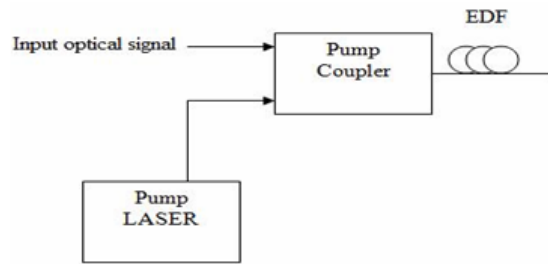 EDF
Input optical signal
Pump
Coupler
Pump
LASER